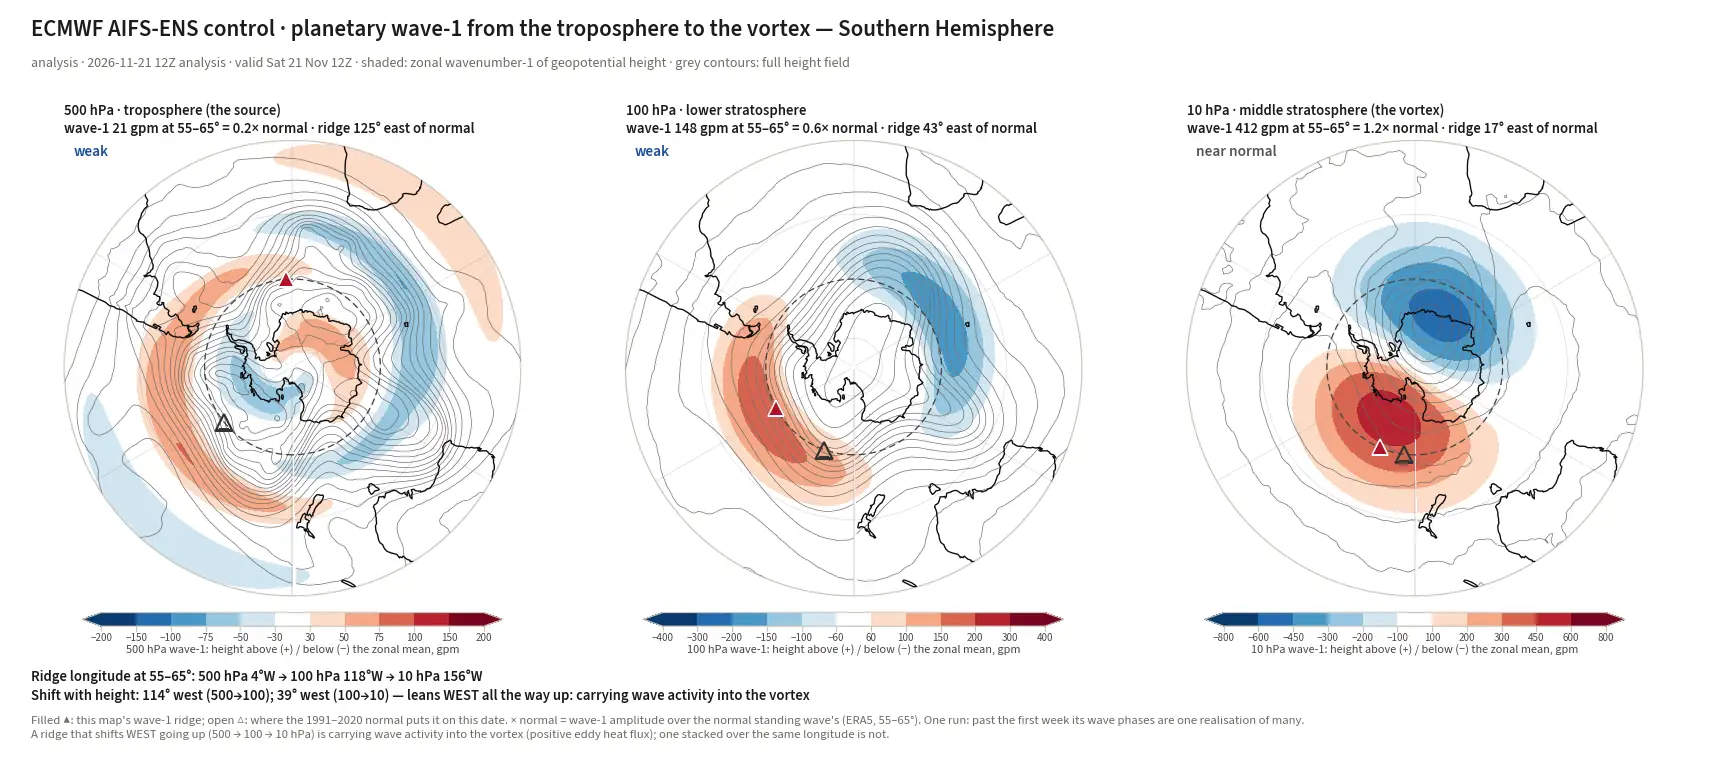 ECMWF AIFS-ENS control · planetary wave-1 from the troposphere to the vortex — Southern Hemisphere
analysis · 2026-11-21 12Z analysis · valid Sat 21 Nov 12Z · shaded: zonal wavenumber-1 of geopotential height · grey contours: full height field
500 hPa · troposphere (the source)
wave-1 21 gpm at 55–65° = 0.2× normal · ridge 125° east of normal
weak
100 hPa · lower stratosphere
wave-1 148 gpm at 55–65° = 0.6× normal · ridge 43° east of normal
weak
10 hPa · middle stratosphere (the vortex)
wave-1 412 gpm at 55–65° = 1.2× normal · ridge 17° east of normal
near normal
−200 −150 −100 −75 −50 −30 30 50 75 100 150 200
500 hPa wave-1: height above (+) / below (−) the zonal mean, gpm
−400 −300 −200 −150 −100 −60 60 100 150 200 300 400
100 hPa wave-1: height above (+) / below (−) the zonal mean, gpm
−800 −600 −450 −300 −200 −100 100 200 300 450 600 800
10 hPa wave-1: height above (+) / below (−) the zonal mean, gpm
Ridge longitude at 55–65°: 500 hPa 4°W → 100 hPa 118°W → 10 hPa 156°W
Shift with height: 114° west (500→100); 39° west (100→10) — leans WEST all the way up: carrying wave activity into the vortex
Filled ▲: this map's wave-1 ridge; open △: where the 1991–2020 normal puts it on this date. × normal = wave-1 amplitude over the normal standing wave's (ERA5, 55–65°). One run: past the first week its wave phases are one realisation of many.
A ridge that shifts WEST going up (500 → 100 → 10 hPa) is carrying wave activity into the vortex (positive eddy heat flux); one stacked over the same longitude is not.